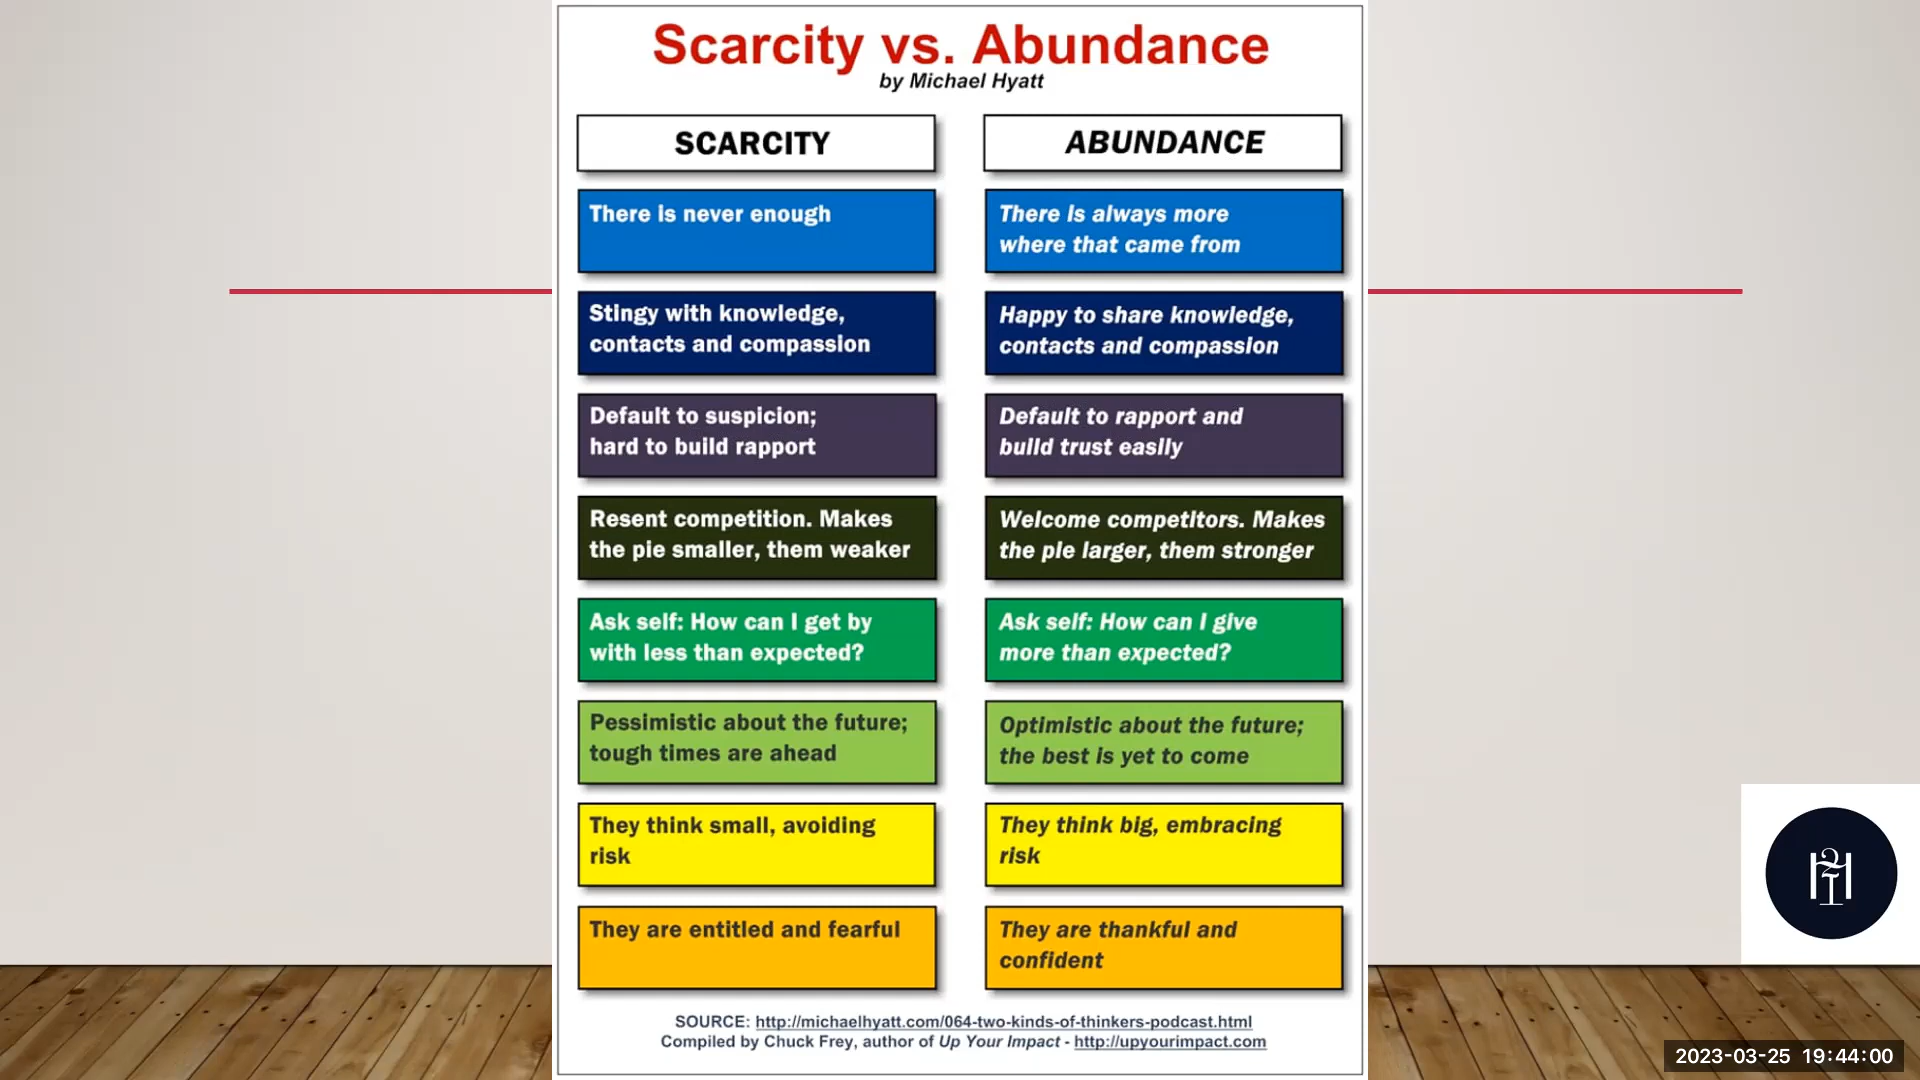 Scarcity vs. Abundance
by Michael Hyatt
SCARCITY
ABUNDANCE
There is never enough
There is always more
where that came from
Stingy with knowledge,
contacts and compassion
Happy to share knowledge,
contacts and compassion
Default to suspicion;
hard to build rapport
Default to rapport and
build trust easily
Resent competition. Makes
the pie smaller, them weaker
Welcome competitors. Makes
the pie larger, them stronger
Ask self: How can I get by
with less than expected?
Ask self: How can I give
more than expected?
Pessimistic about the future;
tough times are ahead
Optimistic about the future;
the best is yet to come
They think small, avoiding
risk
They think big, embracing
risk
They are entitled and fearful
They are thankful and
confident
SOURCE: http://michaelhyatt.com/064-two-kinds-of-thinkers-podcast.html
Compiled by Chuck Frey, author of Up Your Impact - http://upyourimpact.com
2023-03-25 19:44:00